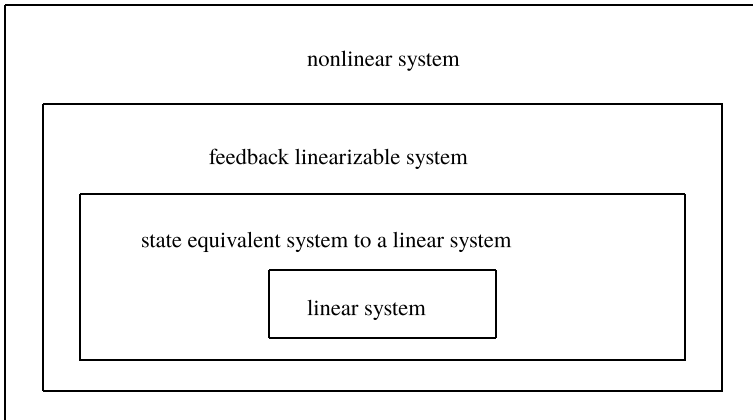 nonlinear system
feedback linearizable system
state equivalent system to a linear system
linear system